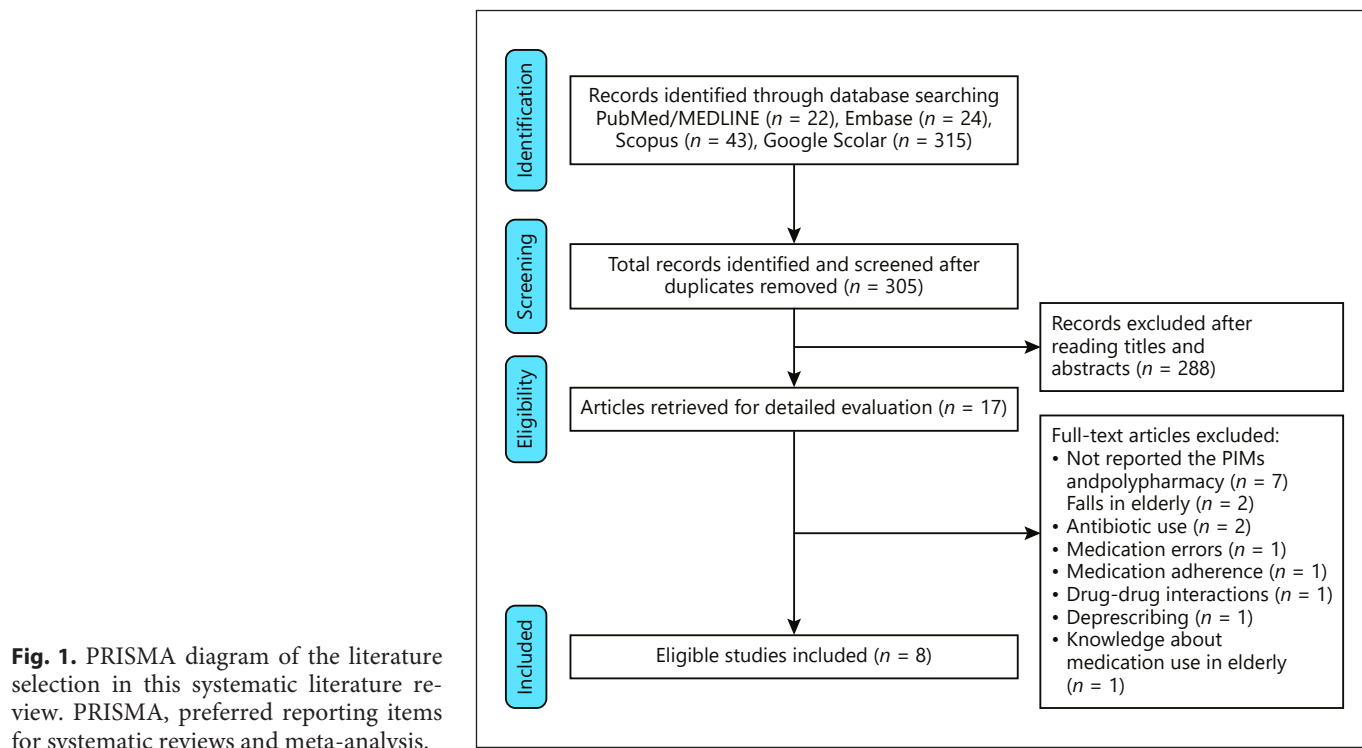 Identification
Records identified through database searching
PubMed/MEDLINE (n = 22), Embase (n = 24),
Scopus (n = 43), Google Scolar (n = 315)
Screening
Total records identified and screened after
duplicates removed (n = 305)
Records excluded after
reading titles and
abstracts (n = 288)
Eligibility
Articles retrieved for detailed evaluation (n = 17)
Full-text articles excluded:
• Not reported the PIMs
andpolypharmacy (n = 7)
Falls in elderly (n = 2)
• Antibiotic use (n = 2)
• Medication errors (n = 1)
• Medication adherence (n = 1)
• Drug-drug interactions (n = 1)
• Deprescribing (n = 1)
• Knowledge about
medication use in elderly
(n = 1)
Included
Eligible studies included (n = 8)
Fig. 1. PRISMA diagram of the literature
selection in this systematic literature re-
view. PRISMA, preferred reporting items
for systematic reviews and meta-analysis.